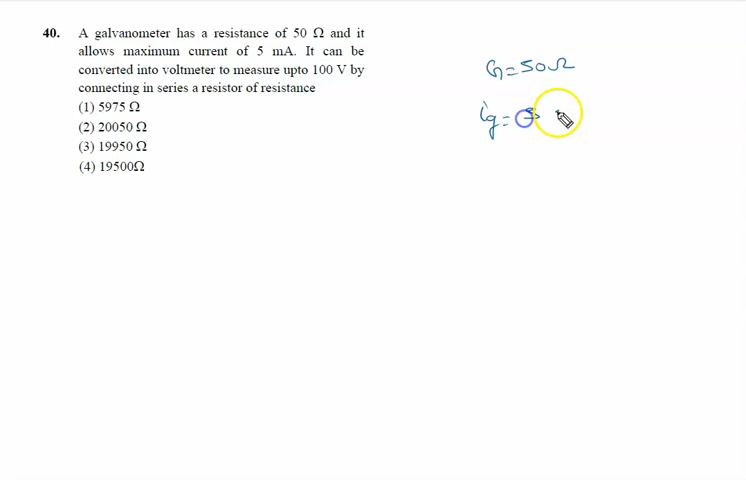 40. A galvanometer has a resistance of 50 Ω and it
allows maximum current of 5 mA. It can be
converted into voltmeter to measure upto 100 V by
connecting in series a resistor of resistance
(1) 5975 Ω
(2) 20050 Ω
(3) 19950 Ω
(4) 19500Ω
G=50Ω
ig= 5